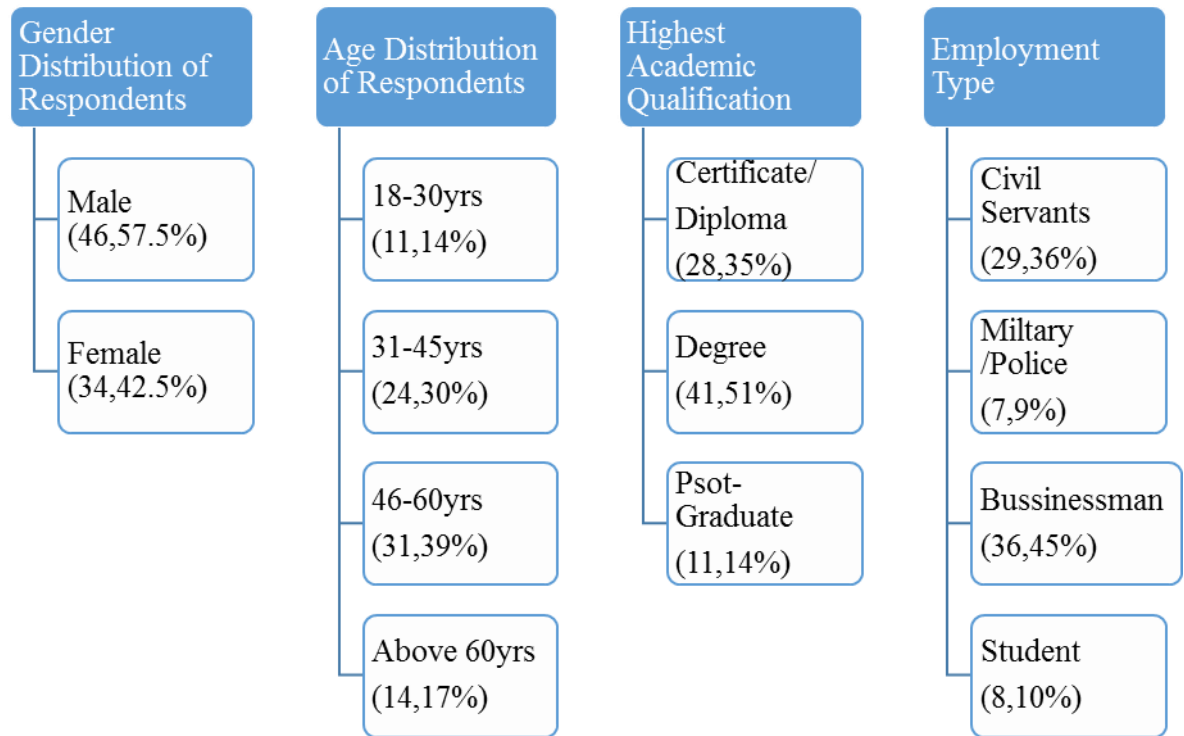 Gender
Distribution of
Respondents
Male
(46,57.5%)
Female
(34,42.5%)
Age Distribution
of Respondents
18-30yrs
(11,14%)
31-45yrs
(24,30%)
46-60yrs
(31,39%)
Above 60yrs
(14,17%)
Highest
Academic
Qualification
Certificate/
Diploma
(28,35%)
Degree
(41,51%)
Psot-
Graduate
(11,14%)
Employment
Type
Civil
Servants
(29,36%)
Miltary
/Police
(7,9%)
Bussinessman
(36,45%)
Student
(8,10%)